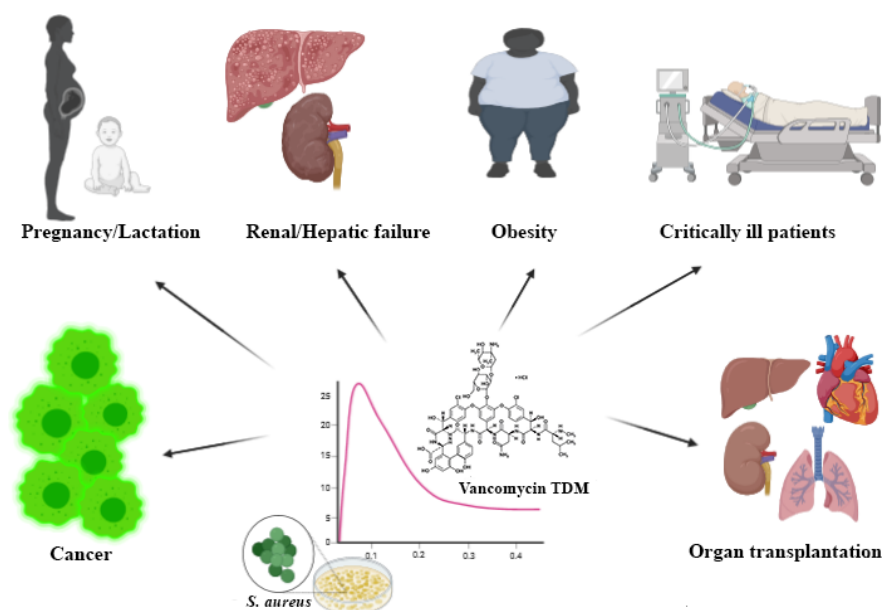 Pregnancy/Lactation
Renal/Hepatic failure
Obesity
Critically ill patients
Cancer
25
20
15
10
5
0
0.1
0.2
0.3
0.4
•HCl
Vancomycin TDM
S. aureus
Organ transplantation